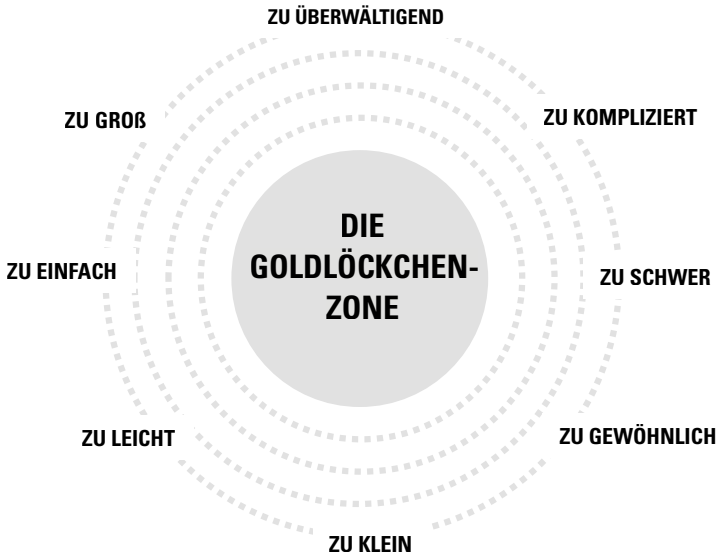 ZU ÜBERWÄLTIGEND
ZU GROß
ZU KOMPLIZIERT
DIE
GOLDLÖCKCHEN-
ZONE
ZU EINFACH
ZU SCHWER
ZU LEICHT
ZU GEWÖHNLICH
ZU KLEIN